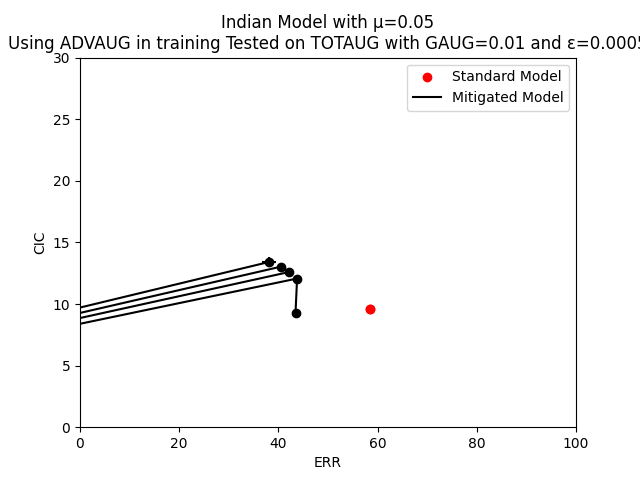 Indian Model with μ=0.05
Using ADVAUG in training Tested on TOTAUG with GAUG=0.01 and ε=0.0005
30
25
20
15
10
5
0
CIC
Standard Model
Mitigated Model
0 20 40 60 80 100
ERR